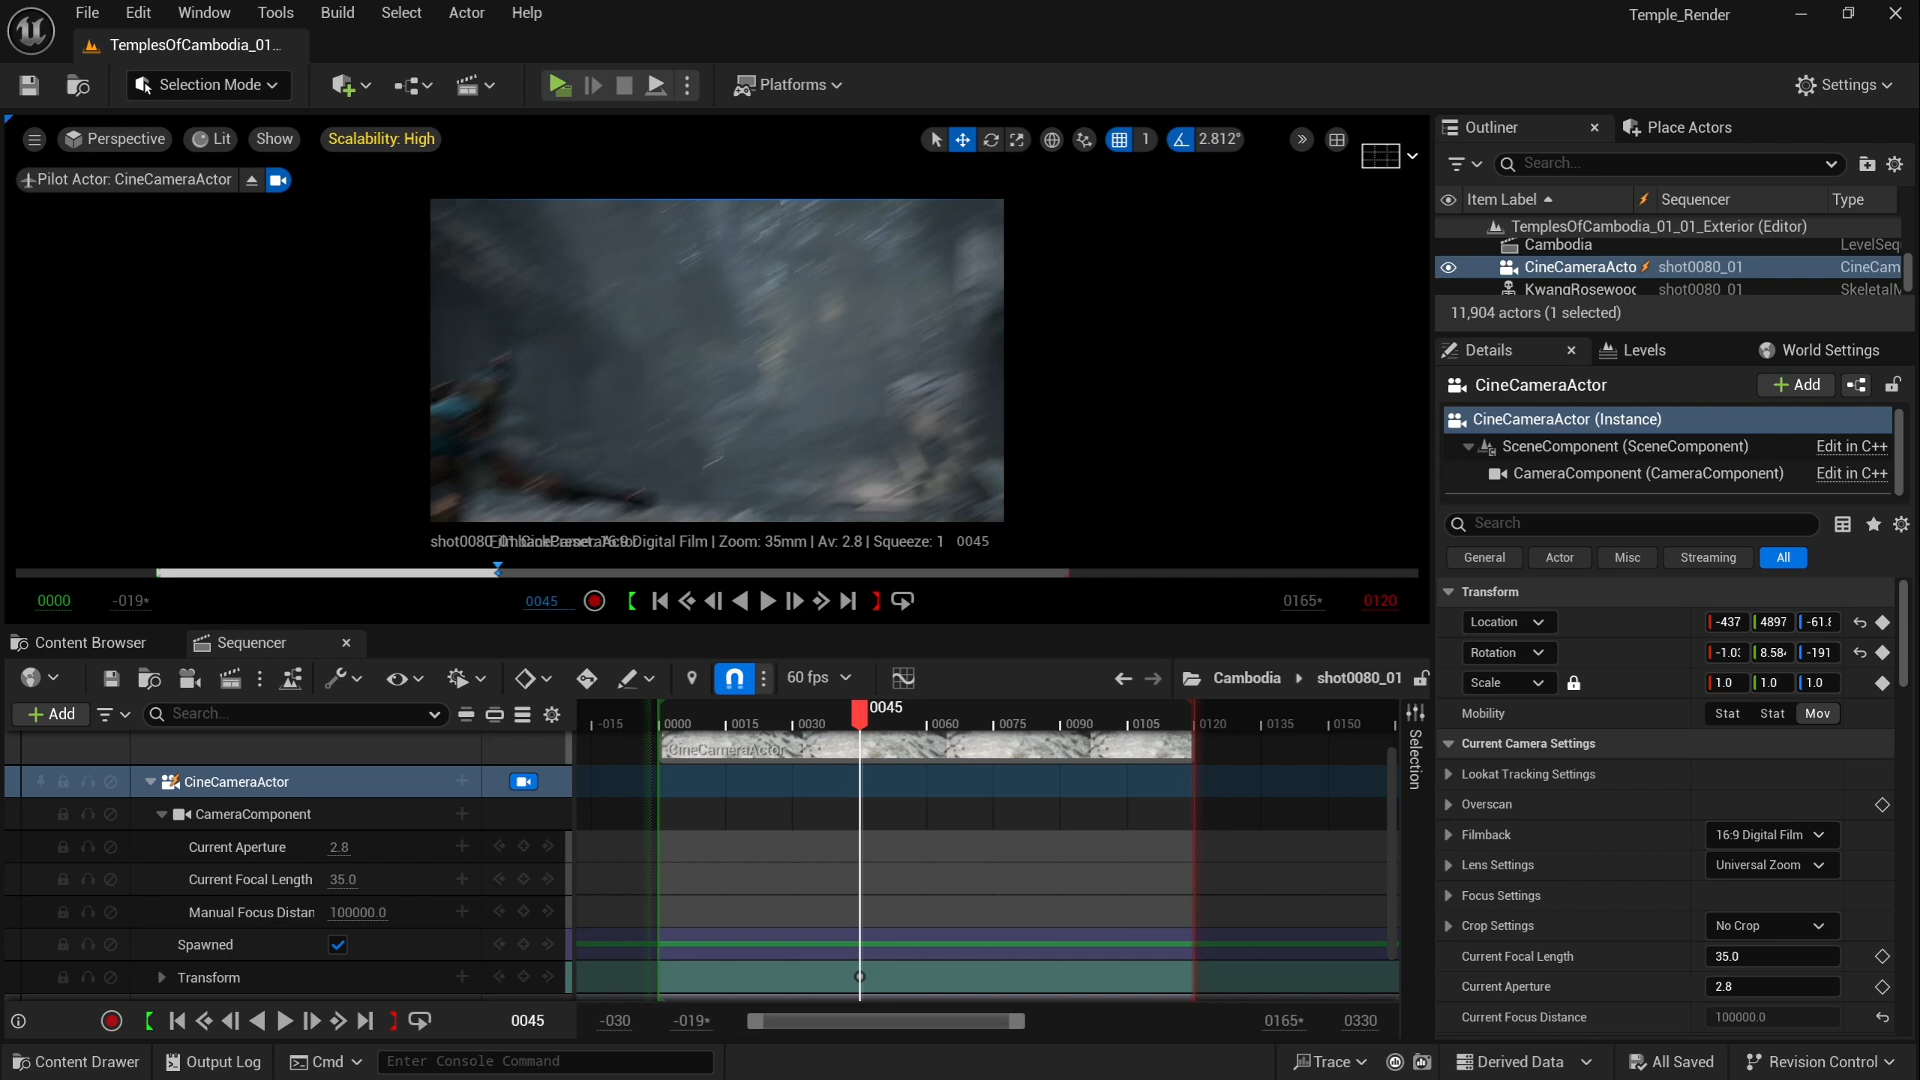 File Edit Window Tools Build Select Actor Help
Temple_Render
TemplesOfCambodia_01...
Selection Mode
Platforms
Settings
Perspective Lit Show Scalability: High
1 2.812°
Pilot Actor: CineCameraActor
Digital Film | Zoom: 35mm | Av: 2.8 | Squeeze: 1 0045
0000 -019* 0045 0165* 0120
Content Browser Sequencer
60 fps Cambodia shot0080_01
Add Search...
0045
-015 0000 0015 0030 0060 0075 0090 0105 0120 0135 0150
CineCameraActor
Selection
CineCameraActor
CameraComponent
Current Aperture 2.8
Current Focal Length 35.0
Manual Focus Distan 100000.0
Spawned
Transform
0045 -030 -019* 0165* 0330
Content Drawer Output Log Cmd Enter Console Command
Trace Derived Data All Saved Revision Control
Outliner Place Actors
Search...
Item Label Sequencer Type
TemplesOfCambodia_01_01_Exterior (Editor)
Cambodia LevelSeq
CineCameraActo shot0080_01 CineCam
KwangRosewood shot0080_01 SkeletalM
11,904 actors (1 selected)
Details Levels World Settings
CineCameraActor Add
CineCameraActor (Instance)
SceneComponent (SceneComponent) Edit in C++
CameraComponent (CameraComponent) Edit in C++
Search
General Actor Misc Streaming All
Transform
Location -437 4897 -61.8
Rotation 8.584 -191
Scale 1.0 1.0 1.0
Mobility Stat Stat Mov
Current Camera Settings
Lookat Tracking Settings
Overscan
Filmback 16:9 Digital Film
Lens Settings Universal Zoom
Focus Settings
Crop Settings No Crop
Current Focal Length 35.0
Current Aperture 2.8
Current Focus Distance 100000.0